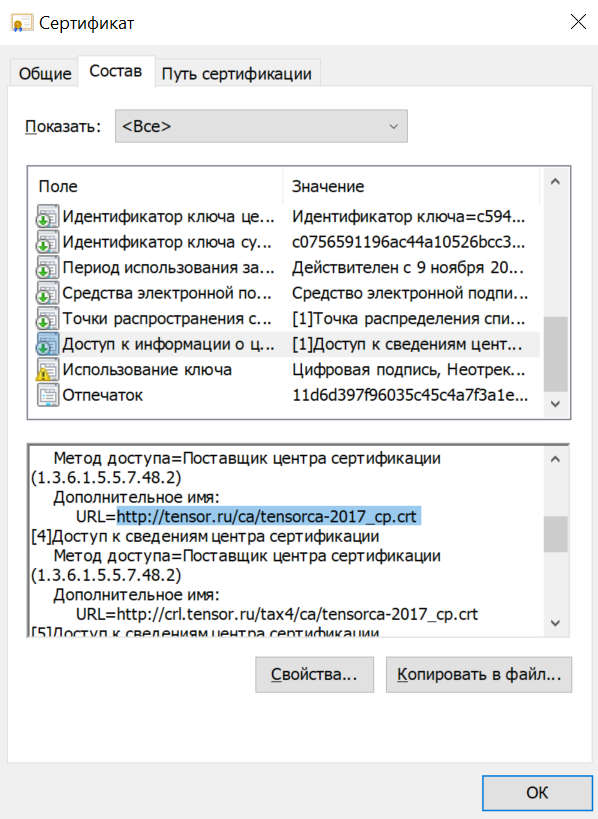 Сертификат
Общие Состав Путь сертификации
Показать: <Все>
Поле Значение
Идентификатор ключа це... Идентификатор ключа=c594...
Идентификатор ключа су... c0756591196ac44a10526bcc3...
Период использования за... Действителен с 9 ноября 20...
Средства электронной по... Средство электронной подпи...
Точки распространения с... [1]Точка распределения спи...
Доступ к информации о ц... [1]Доступ к сведениям цент...
Использование ключа Цифровая подпись, Неотрек...
Отпечаток 11d6d397f96035c45c4a7f3a1e...
Метод доступа=Поставщик центра сертификации
(1.3.6.1.5.5.7.48.2)
Дополнительное имя:
URL=http://tensor.ru/ca/tensorca-2017_cp.crt
[4]Доступ к сведениям центра сертификации
Метод доступа=Поставщик центра сертификации
(1.3.6.1.5.5.7.48.2)
Дополнительное имя:
URL=http://crl.tensor.ru/tax4/ca/tensorca-2017_cp.crt
[5]Доступ к сведениям центра сертификации
Свойства... Копировать в файл...
ОК